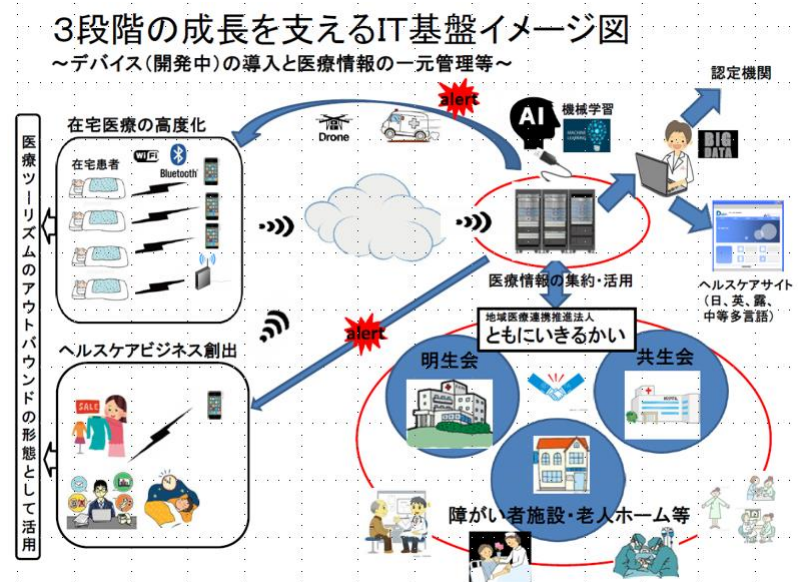 3段階の成長を支えるIT基盤イメージ図
～デバイス(開発中)の導入と医療情報の一元管理等～
認定機関
alert
AI
機械学習
Drone
BIG
DATA
在宅医療の高度化
在宅患者
WiFi
Bluetooth
医療ツーリズムのアウトバウンドの形態として活用
医療情報の集約・活用
ヘルスケアサイト
(日、英、露、
中等多言語)
地域医療連携推進法人
ともにいきるかい
alert
ヘルスケアビジネス創出
SALE
明生会
共生会
障がい者施設・老人ホーム等